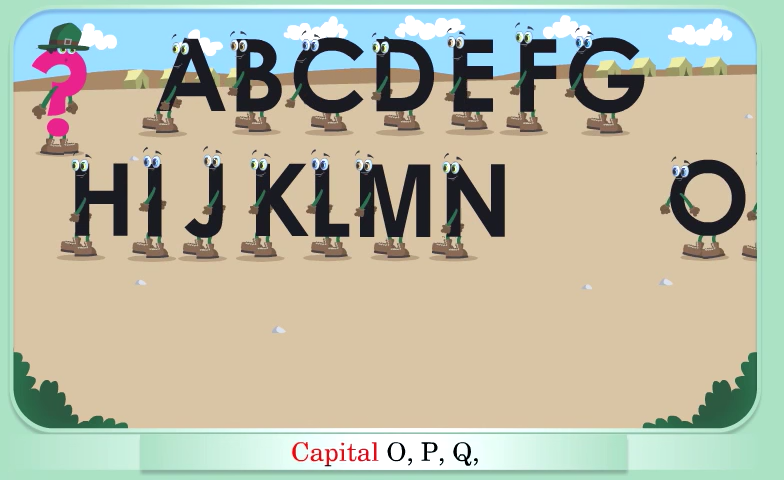 ?
ABCDEFG
HIJKLMN O
Capital O, P, Q,